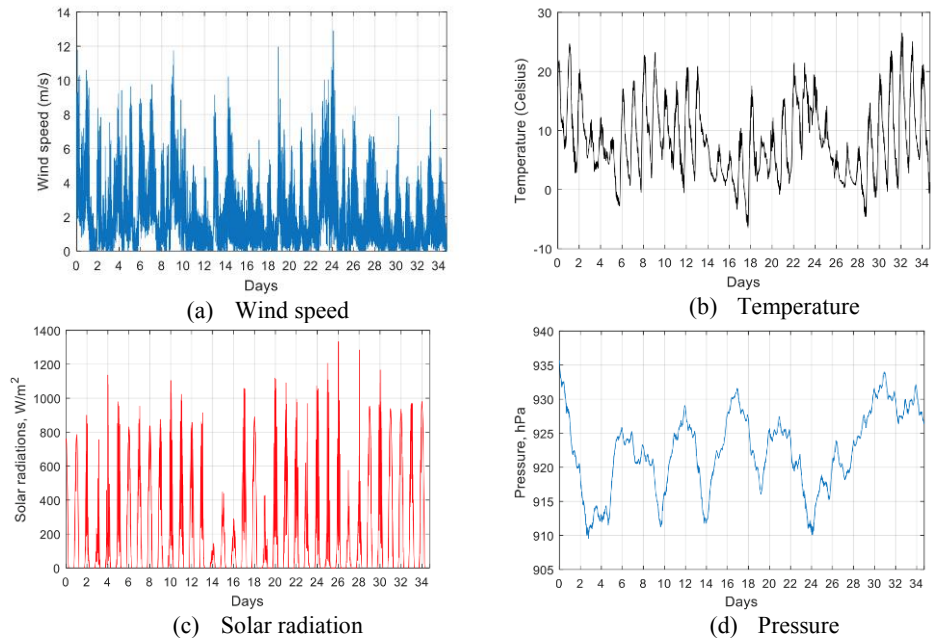 14
12
10
8
6
4
2
0
Wind speed (m/s)
0 2 4 6 8 10 12 14 16 18 20 22 24 26 28 30 32 34
Days
(a) Wind speed
30
20
10
0
-10
Temperature (Celsius)
0 2 4 6 8 10 12 14 16 18 20 22 24 26 28 30 32 34
Days
(b) Temperature
1400
1200
1000
800
600
400
200
0
Solar radiations, W/m²
0 2 4 6 8 10 12 14 16 18 20 22 24 26 28 30 32 34
Days
(c) Solar radiation
940
935
930
925
920
915
910
905
Pressure, hPa
0 2 4 6 8 10 12 14 16 18 20 22 24 26 28 30 32 34
Days
(d) Pressure